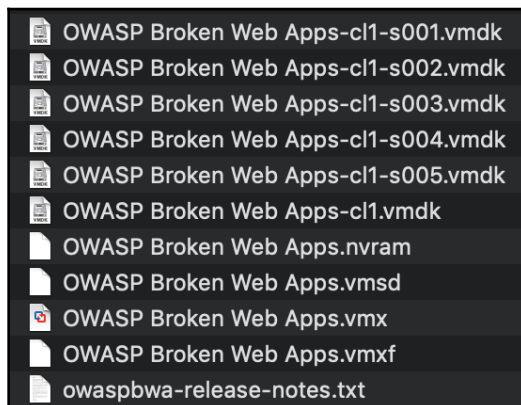 OWASP Broken Web Apps-cl1-s001.vmdk
OWASP Broken Web Apps-cl1-s002.vmdk
OWASP Broken Web Apps-cl1-s003.vmdk
OWASP Broken Web Apps-cl1-s004.vmdk
OWASP Broken Web Apps-cl1-s005.vmdk
OWASP Broken Web Apps-cl1.vmdk
OWASP Broken Web Apps.nvram
OWASP Broken Web Apps.vmsd
OWASP Broken Web Apps.vmx
OWASP Broken Web Apps.vmxf
owaspbwa-release-notes.txt